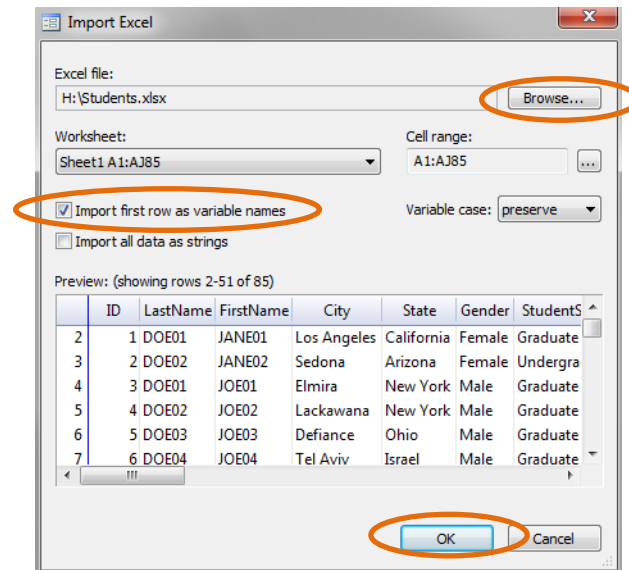 Import Excel
Excel file:
H:\Students.xlsx
Browse...
Worksheet:
Cell range:
Sheet1 A1:AJ85
A1:AJ85
...
Import first row as variable names
Variable case:
preserve
Import all data as strings
Preview: (showing rows 2-51 of 85)
ID LastName FirstName City State Gender StudentS
2 1 DOE01 JANE01 Los Angeles California Female Graduate
3 2 DOE02 JANE02 Sedona Arizona Female Undergra
4 3 DOE01 JOE01 Elmira New York Male Graduate
5 4 DOE02 JOE02 Lackawana New York Male Graduate
6 5 DOE03 JOE03 Defiance Ohio Male Graduate
7 6 DOE04 JOE04 Tel Aviv Israel Male Graduate
OK
Cancel